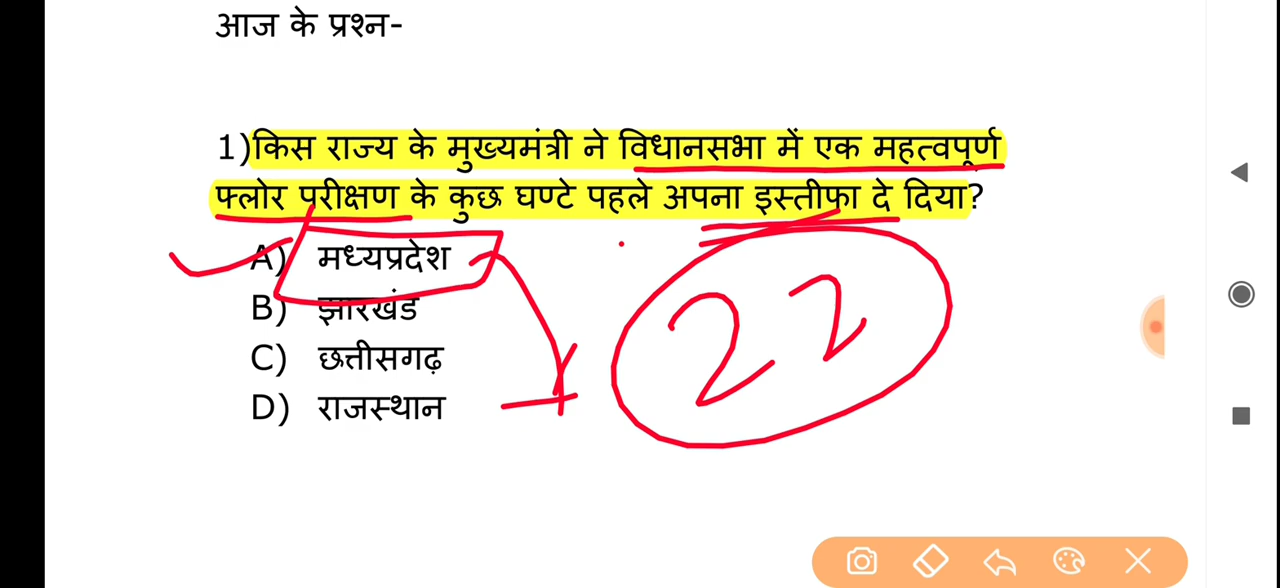 आज के प्रश्न-
1)किस राज्य के मुख्यमंत्री ने विधानसभा में एक महत्वपूर्ण
फ्लोर परीक्षण के कुछ घण्टे पहले अपना इस्तीफा दे दिया?
A) मध्यप्रदेश
B) झारखंड
C) छत्तीसगढ़
D) राजस्थान
22